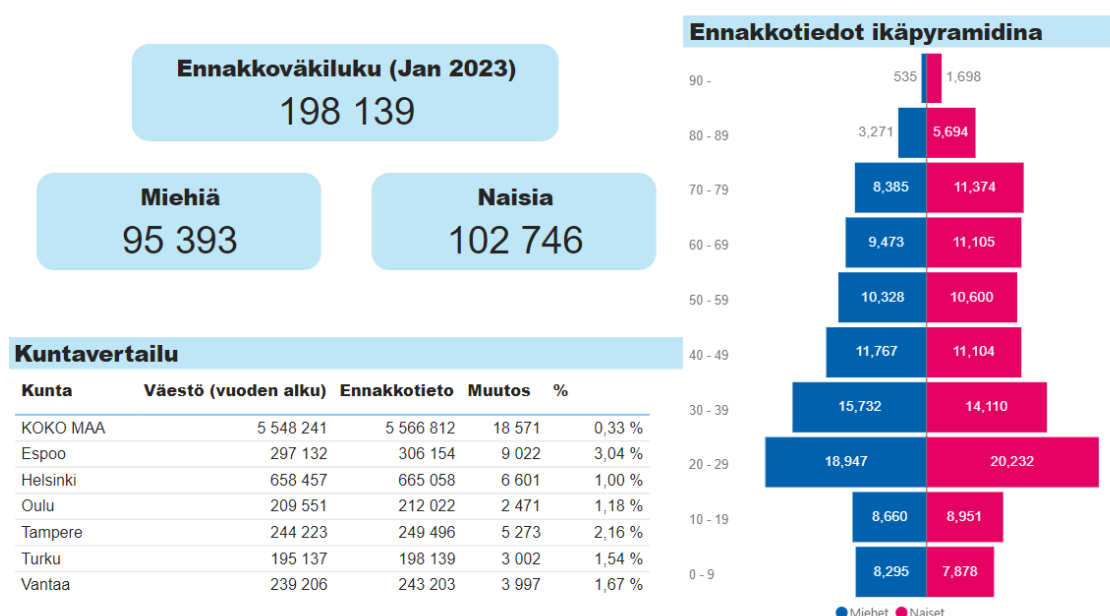 Ennakkoväkiluku (Jan 2023)
198 139
Miehiä
95 393
Naisia
102 746
Kuntavertailu
Kunta Väestö (vuoden alku) Ennakkotieto Muutos %
KOKO MAA 5 548 241 5 566 812 18 571 0,33 %
Espoo 297 132 306 154 9 022 3,04 %
Helsinki 658 457 665 058 6 601 1,00 %
Oulu 209 551 212 022 2 471 1,18 %
Tampere 244 223 249 496 5 273 2,16 %
Turku 195 137 198 139 3 002 1,54 %
Vantaa 239 206 243 203 3 997 1,67 %
Ennakkotiedot ikäpyramidina
90 - 535 1,698
80 - 89 3,271 5,694
70 - 79 8,385 11,374
60 - 69 9,473 11,105
50 - 59 10,328 10,600
40 - 49 11,767 11,104
30 - 39 15,732 14,110
20 - 29 18,947 20,232
10 - 19 8,660 8,951
0 - 9 8,295 7,878
Miehet Naiset